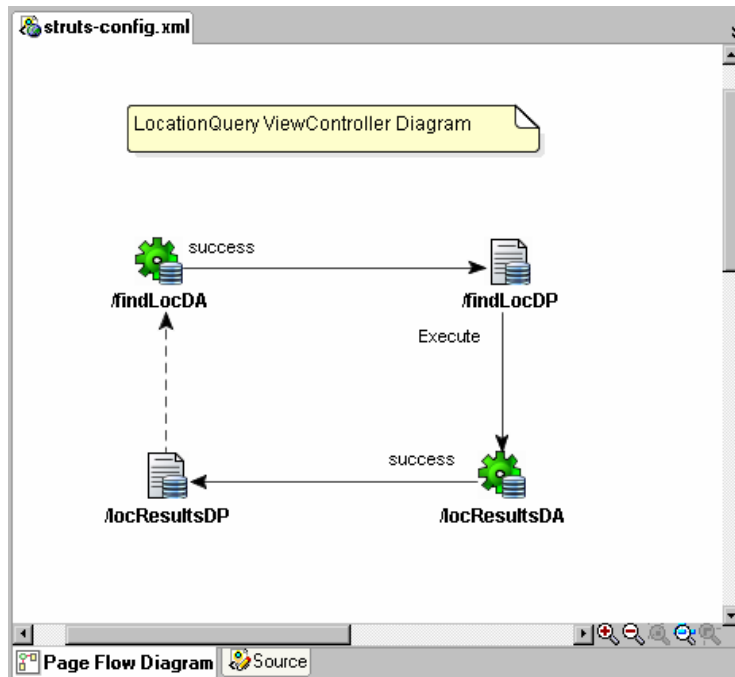 struts-config.xml
LocationQuery ViewController Diagram
success
/findLocDA
/findLocDP
Execute
success
/locResultsDP
/locResultsDA
Page Flow Diagram
Source